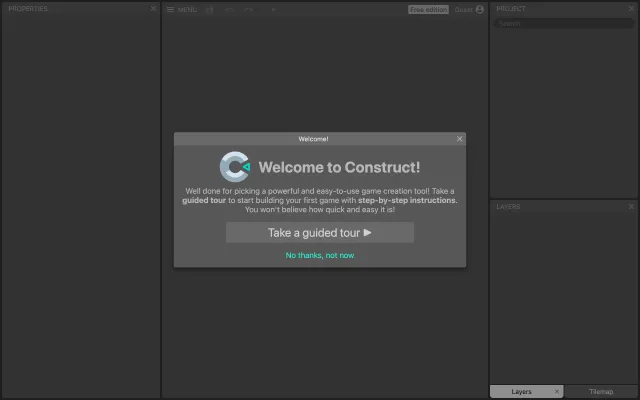 PROPERTIES
MENU
Free edition
Guest
PROJECT
Search
Welcome!
Welcome to Construct!
Well done for picking a powerful and easy-to-use game creation tool! Take a
guided tour to start building your first game with step-by-step instructions.
You won't believe how quick and easy it is!
Take a guided tour
No thanks, not now
LAYERS
Layers
Tilemap